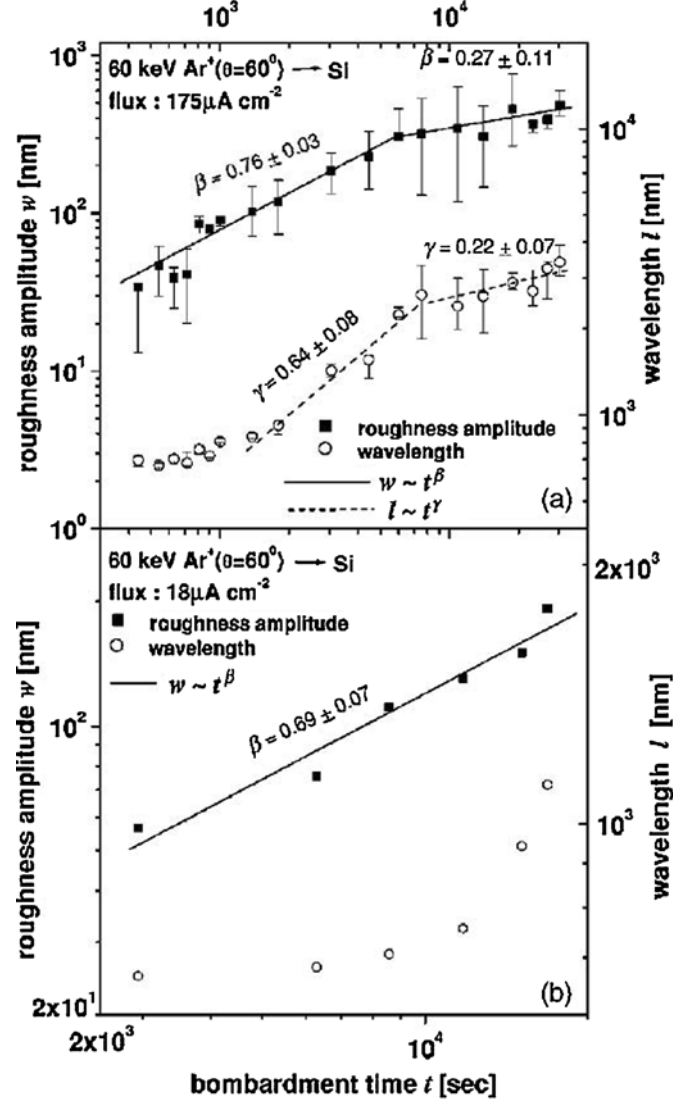 10³ 10⁴
10³
60 keV Ar⁺(θ=60⁰) → Si
flux : 175μA cm⁻²
β = 0.27 ± 0.11
β = 0.76 ± 0.03
10⁴
10²
γ = 0.22 ± 0.07
γ = 0.64 ± 0.08
10¹
10³
roughness amplitude
wavelength
w ~ t^β
l ~ t^γ
(a)
10⁰
roughness amplitude w [nm]
wavelength l [nm]
60 keV Ar⁺(θ=60⁰) → Si
flux : 18μA cm⁻²
2x10³
roughness amplitude
wavelength
w ~ t^β
β = 0.69 ± 0.07
10²
10³
(b)
2x10¹
roughness amplitude w [nm]
wavelength l [nm]
2x10³ 10⁴
bombardment time t [sec]